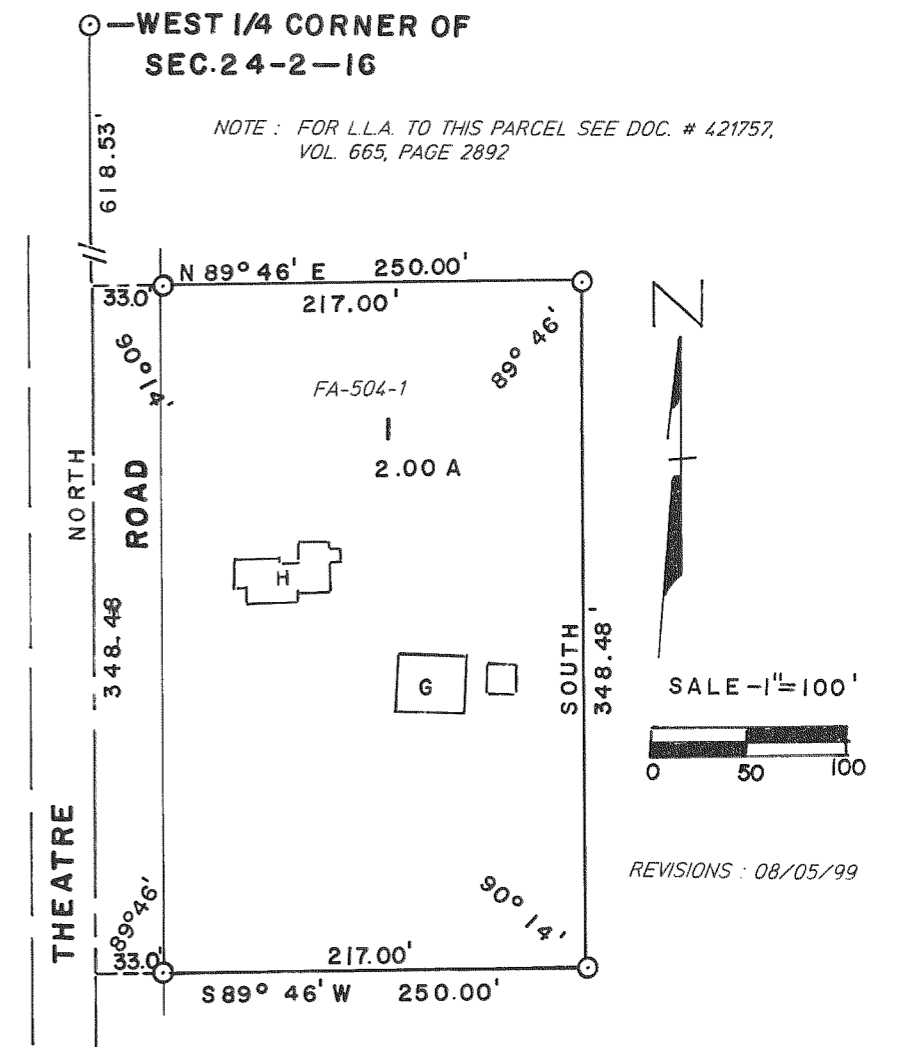 WEST 1/4 CORNER OF
SEC.24-2-16
618.53'
NOTE : FOR L.L.A. TO THIS PARCEL SEE DOC. # 421757,
VOL. 665, PAGE 2892
N 89° 46' E 250.00'
33.0'
217.00'
90° 14'
89° 46'
N
FA-504-1
1
2.00 A
NORTH
348.48
THEATRE ROAD
H
G
SOUTH
348.48'
SALE-1"=100'
0 50 100
REVISIONS : 08/05/99
89°46'
90° 14'
33.0'
217.00'
S 89° 46' W 250.00'